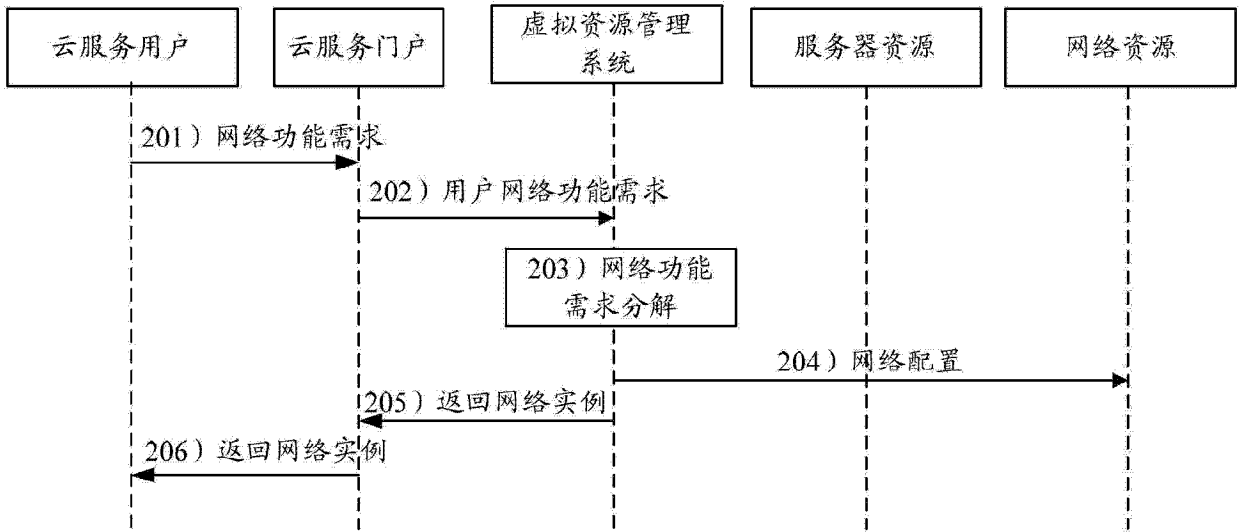 云服务用户
云服务门户
虚拟资源管理
系统
服务器资源
网络资源
201）网络功能需求
202）用户网络功能需求
203）网络功能
需求分解
204）网络配置
205）返回网络实例
206）返回网络实例